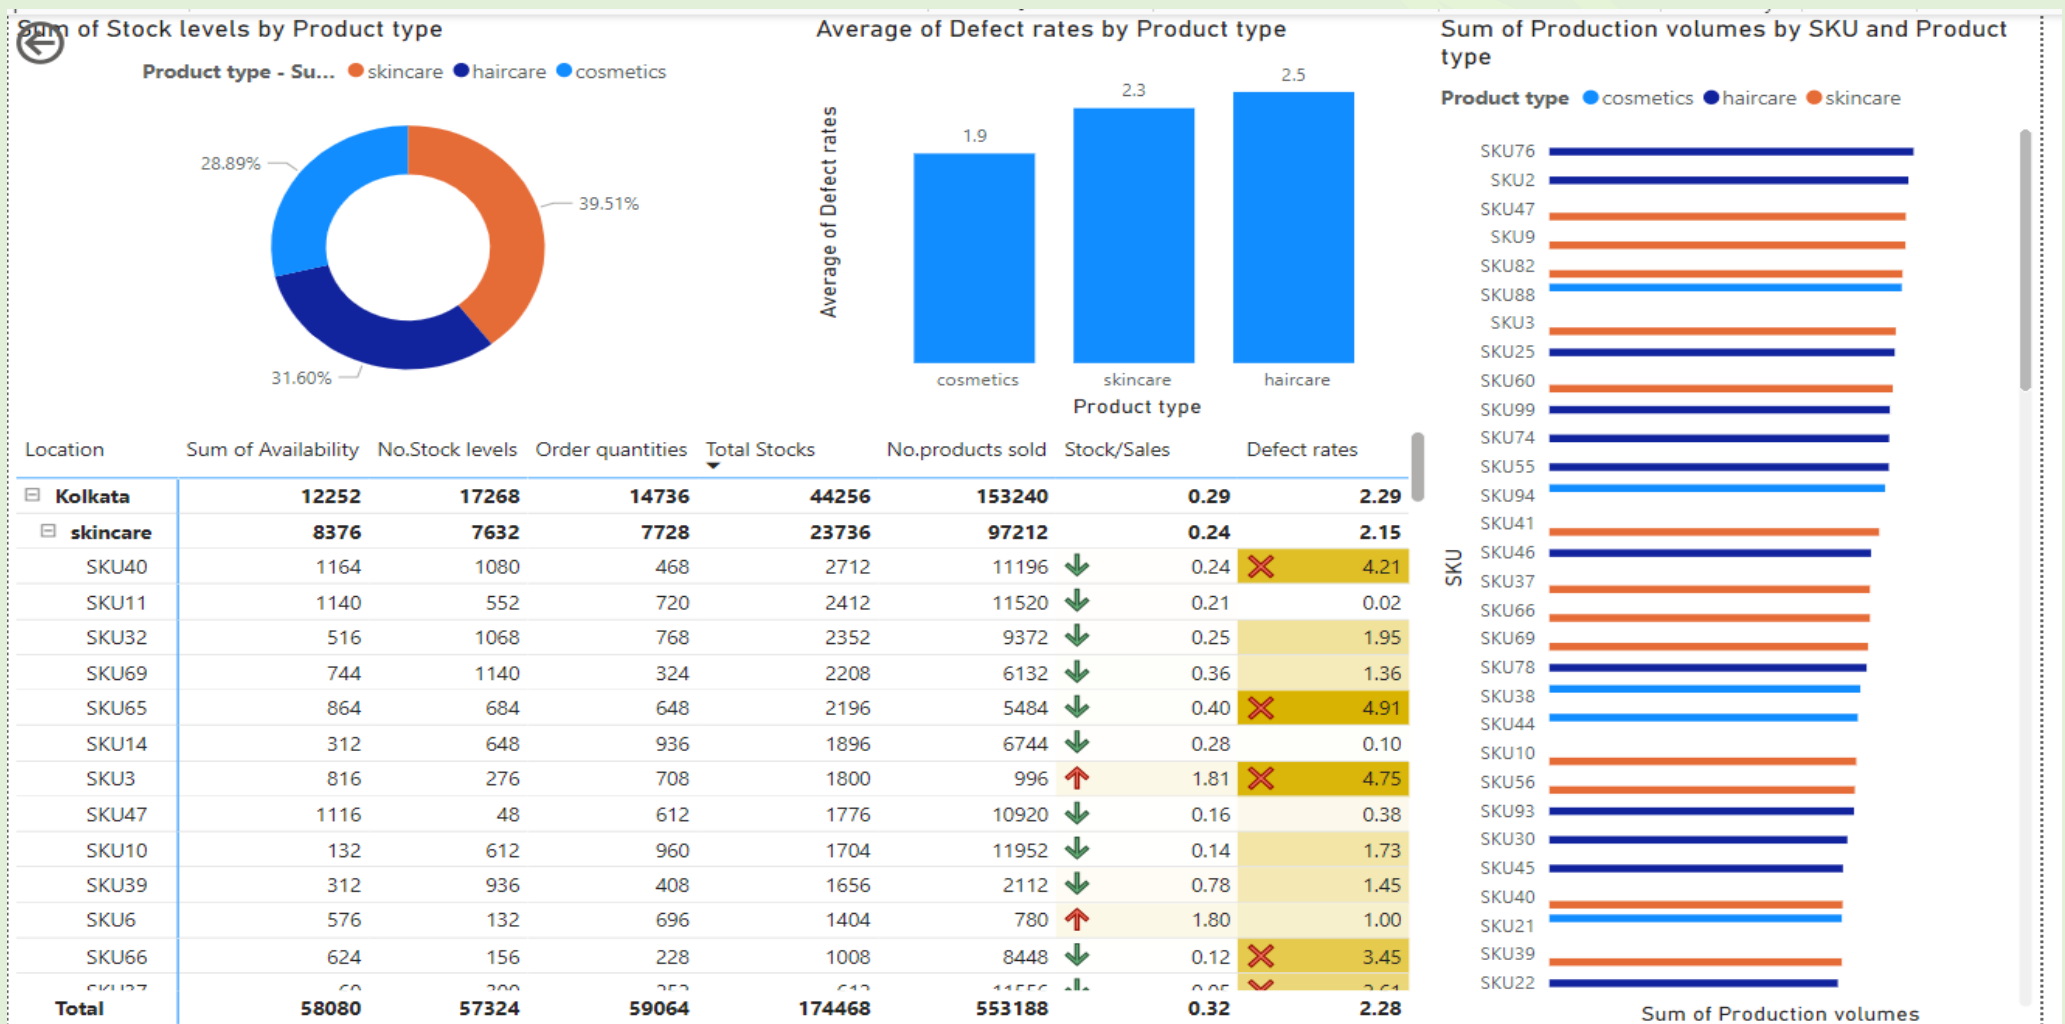 Sum of Stock levels by Product type
Product type - Su... skincare haircare cosmetics
28.89%
39.51%
31.60%
Average of Defect rates by Product type
Average of Defect rates
1.9
2.3
2.5
cosmetics skincare haircare
Product type
Sum of Production volumes by SKU and Product
type
Product type cosmetics haircare skincare
SKU
SKU76
SKU2
SKU47
SKU9
SKU82
SKU88
SKU3
SKU25
SKU60
SKU99
SKU74
SKU55
SKU94
SKU41
SKU46
SKU37
SKU66
SKU69
SKU78
SKU38
SKU44
SKU10
SKU56
SKU93
SKU30
SKU45
SKU40
SKU21
SKU39
SKU22
Sum of Production volumes
Location Sum of Availability No.Stock levels Order quantities Total Stocks No.products sold Stock/Sales Defect rates
Kolkata 12252 17268 14736 44256 153240 0.29 2.29
skincare 8376 7632 7728 23736 97212 0.24 2.15
SKU40 1164 1080 468 2712 11196 0.24 4.21
SKU11 1140 552 720 2412 11520 0.21 0.02
SKU32 516 1068 768 2352 9372 0.25 1.95
SKU69 744 1140 324 2208 6132 0.36 1.36
SKU65 864 684 648 2196 5484 0.40 4.91
SKU14 312 648 936 1896 6744 0.28 0.10
SKU3 816 276 708 1800 996 1.81 4.75
SKU47 1116 48 612 1776 10920 0.16 0.38
SKU10 132 612 960 1704 11952 0.14 1.73
SKU39 312 936 408 1656 2112 0.78 1.45
SKU6 576 132 696 1404 780 1.80 1.00
SKU66 624 156 228 1008 8448 0.12 3.45
Total 58080 57324 59064 174468 553188 0.32 2.28